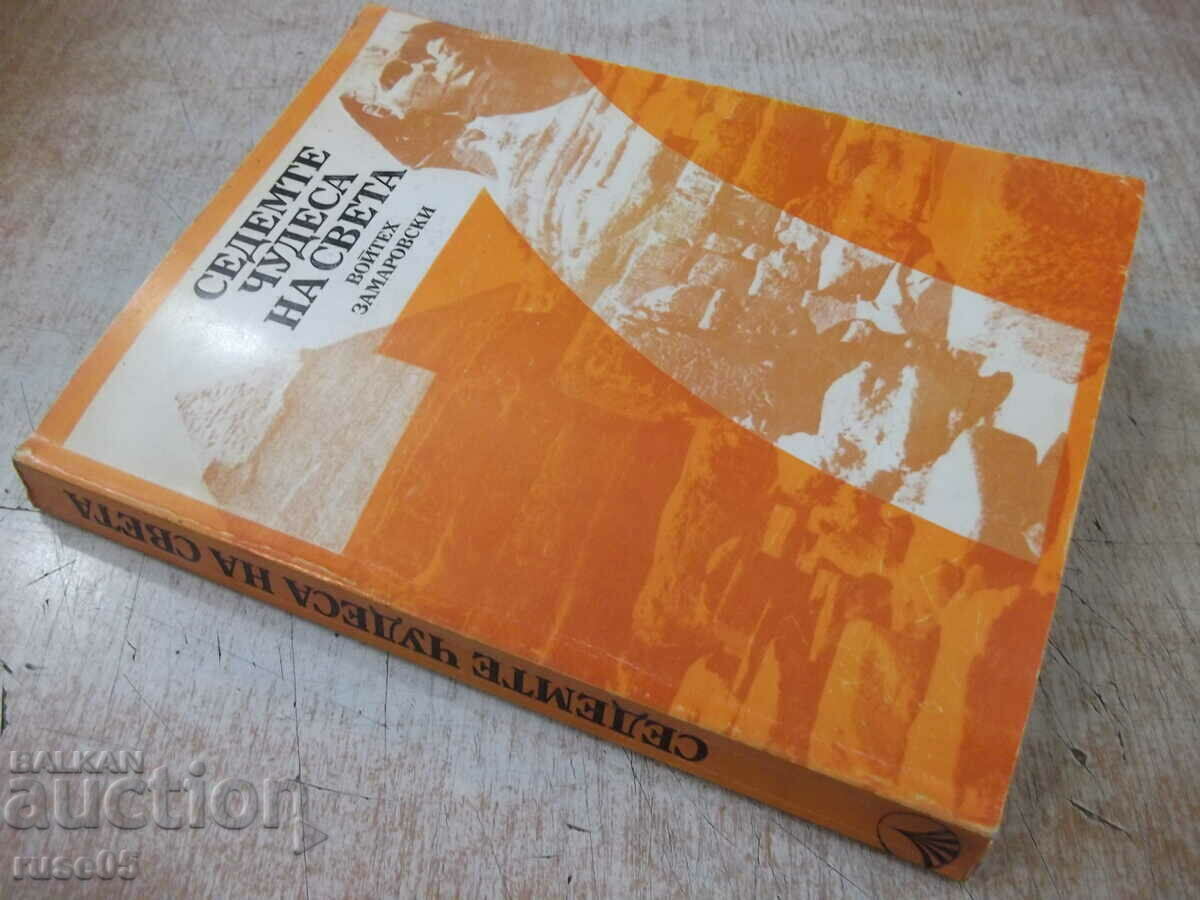 СЕДЕМТЕ
ЧУДЕСА
НА СВЕТА
ВОЙТЕХ
ЗАМАРОВСКИ
СЕДЕМТЕ ЧУДЕСА НА СВЕТА
BALKAN
auction
ruse05